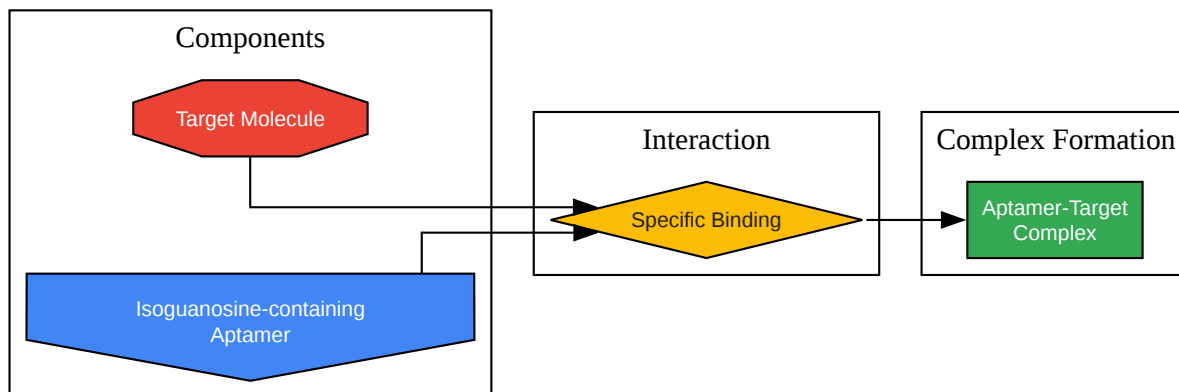 Components
Target Molecule
Isoguanosine-containing
Aptamer
Interaction
Specific Binding
Complex Formation
Aptamer-Target
Complex